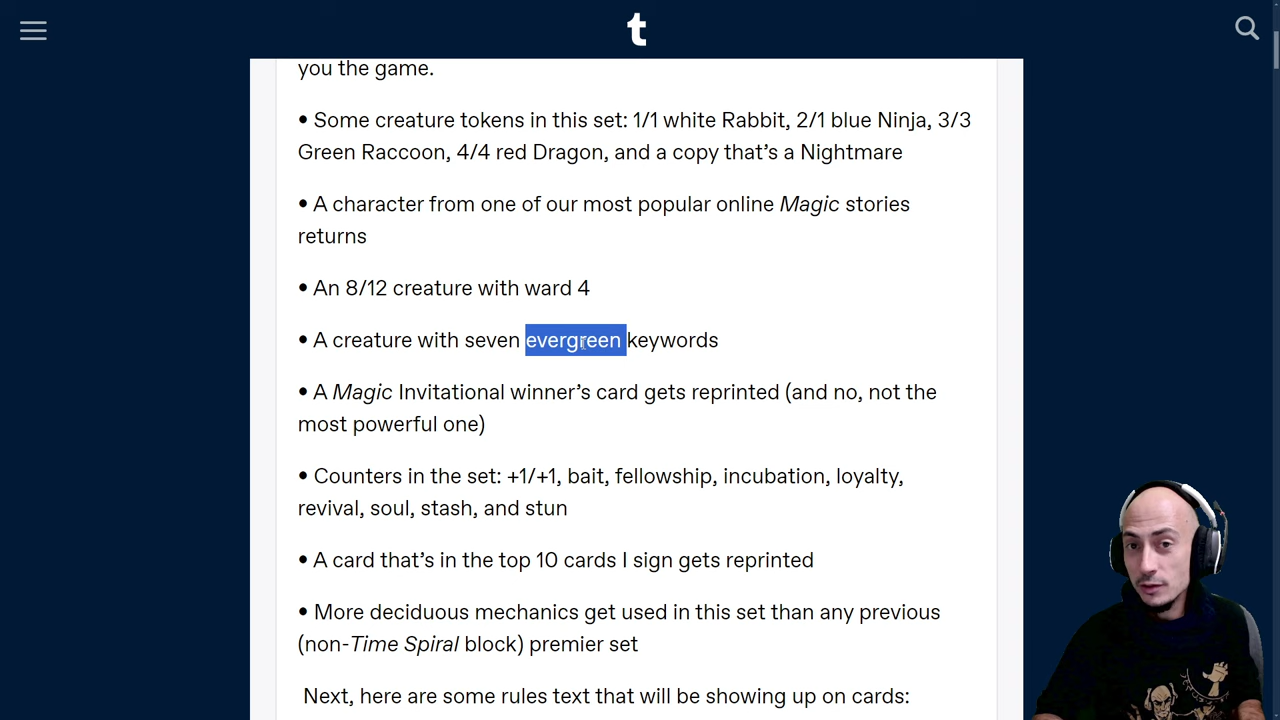 t
you the game.
• Some creature tokens in this set: 1/1 white Rabbit, 2/1 blue Ninja, 3/3
Green Raccoon, 4/4 red Dragon, and a copy that's a Nightmare
• A character from one of our most popular online Magic stories
returns
• An 8/12 creature with ward 4
• A creature with seven evergreen keywords
• A Magic Invitational winner's card gets reprinted (and no, not the
most powerful one)
• Counters in the set: +1/+1, bait, fellowship, incubation, loyalty,
revival, soul, stash, and stun
• A card that's in the top 10 cards I sign gets reprinted
• More deciduous mechanics get used in this set than any previous
(non-Time Spiral block) premier set
Next, here are some rules text that will be showing up on cards: